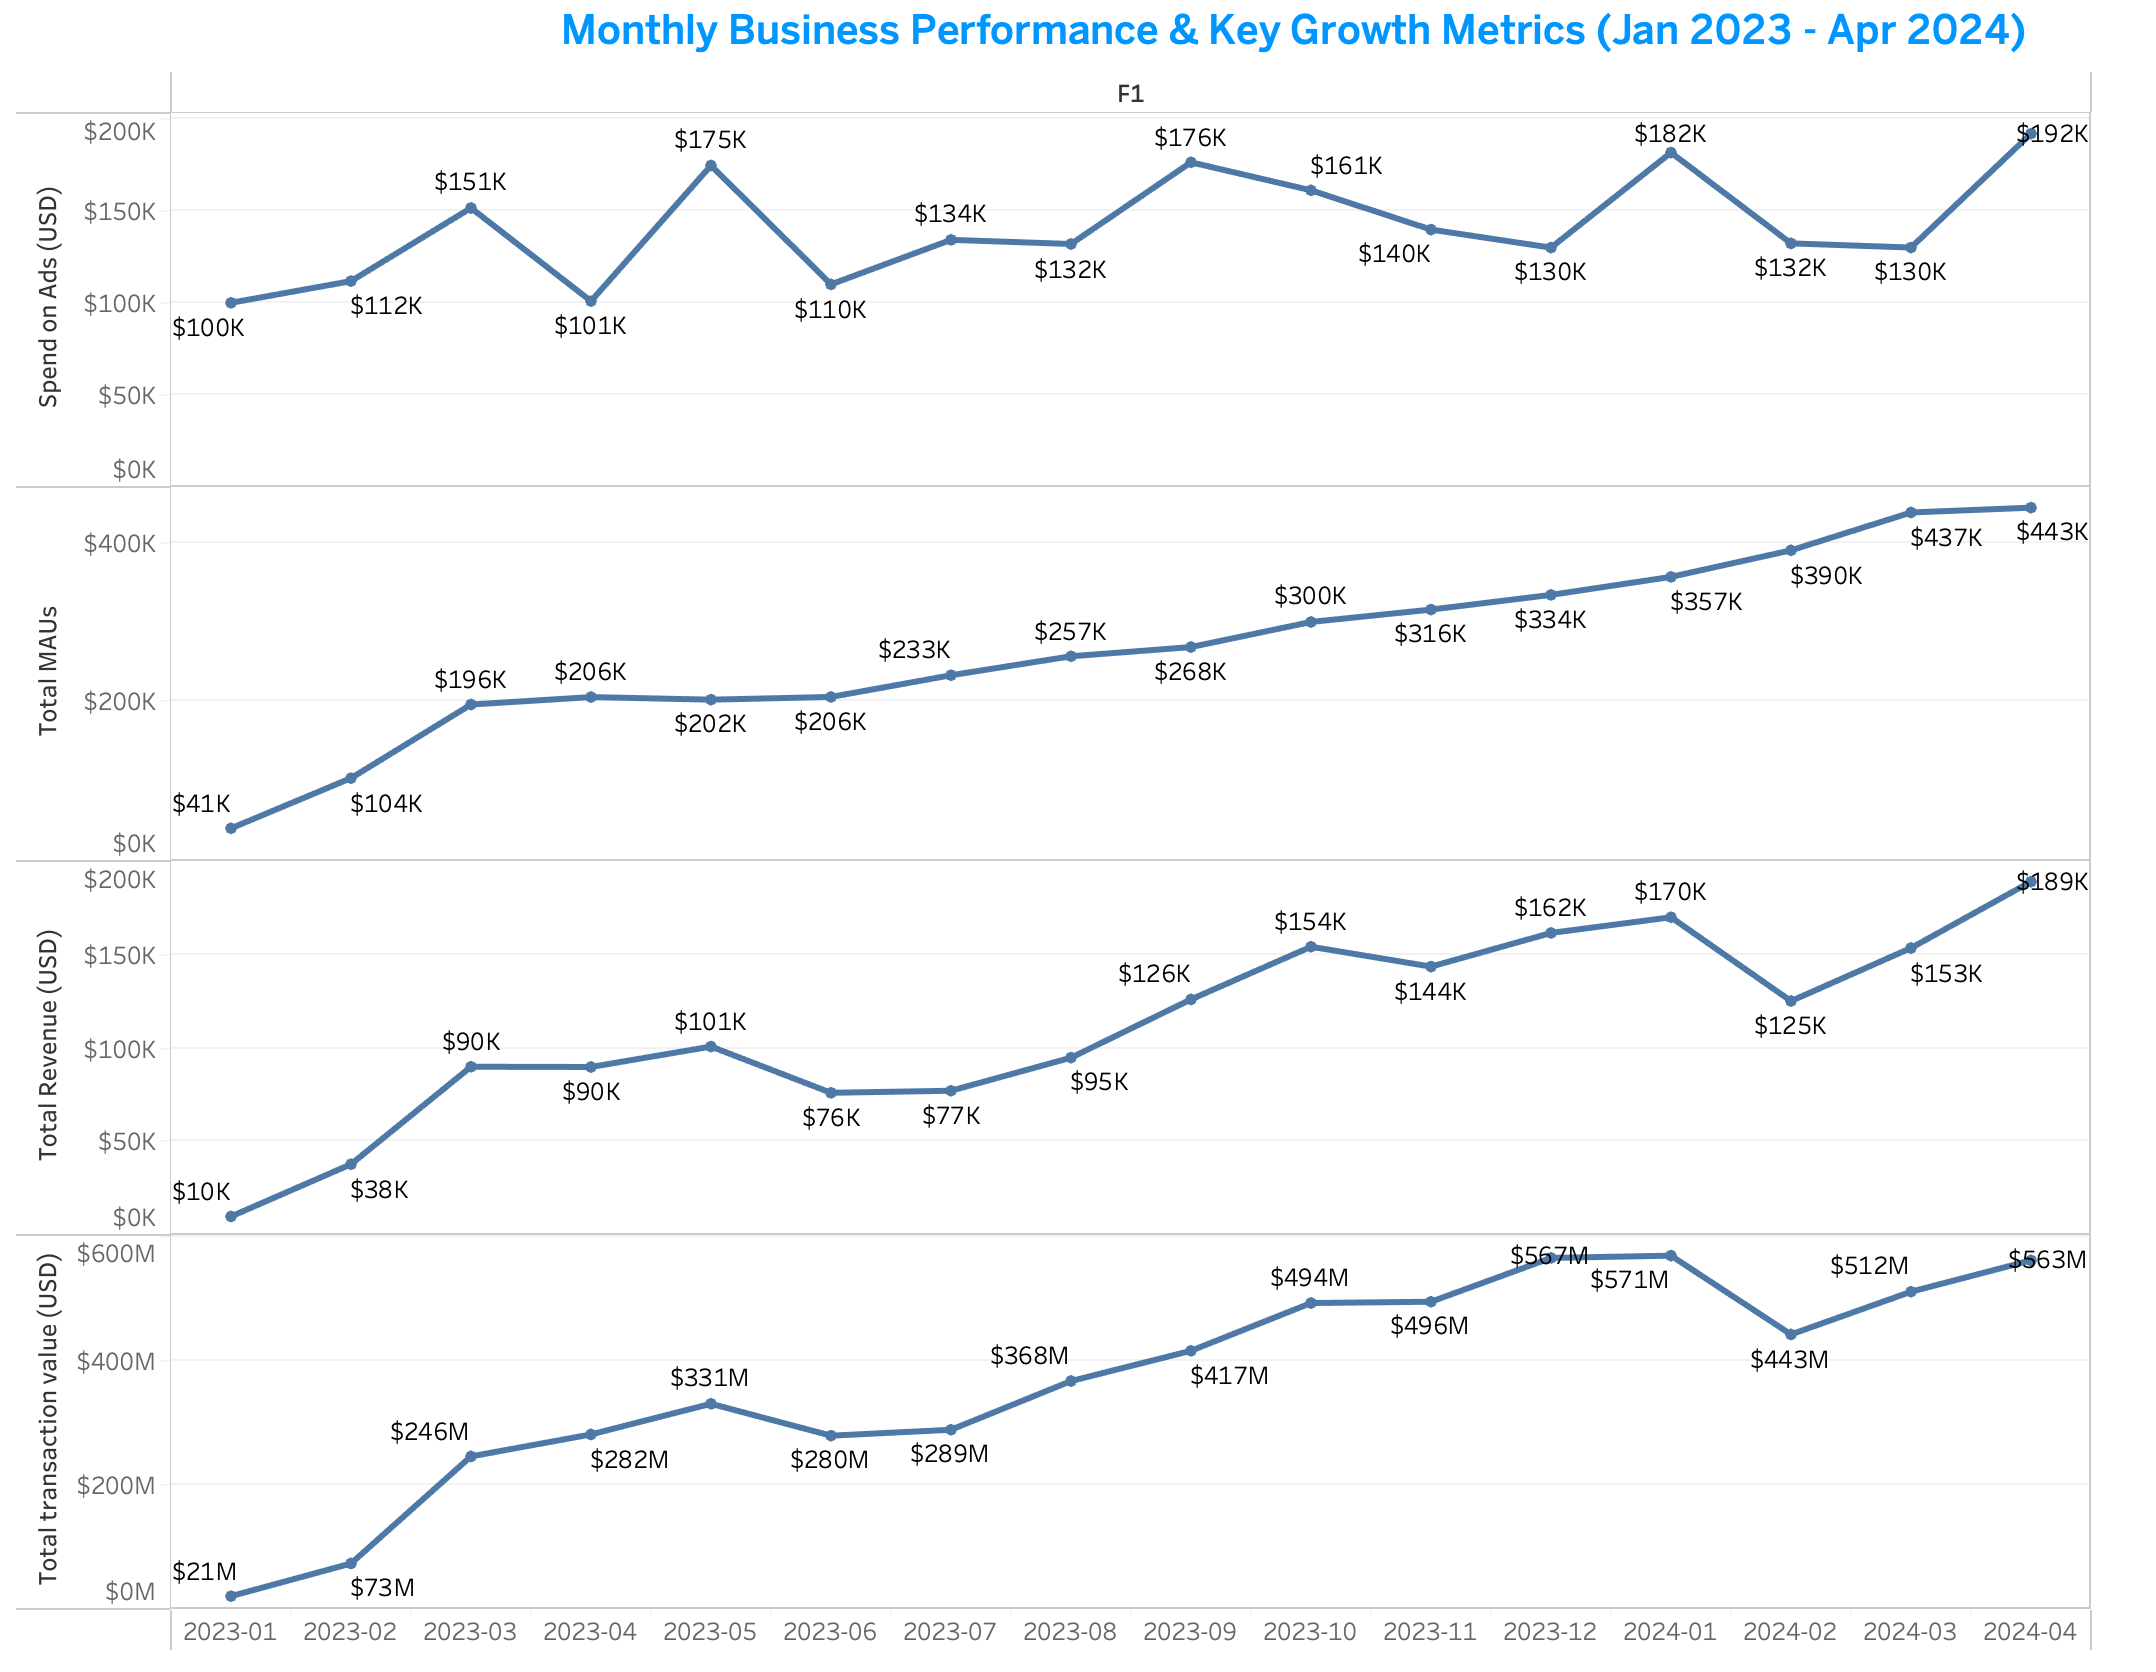 Monthly Business Performance & Key Growth Metrics (Jan 2023 - Apr 2024)
F1
Spend on Ads (USD)
$200K
$150K
$100K
$50K
$0K
$100K
$112K
$151K
$101K
$175K
$110K
$134K
$132K
$176K
$161K
$140K
$130K
$182K
$132K
$130K
$192K
Total MAUs
$400K
$200K
$0K
$41K
$104K
$196K
$206K
$202K
$206K
$233K
$257K
$268K
$300K
$316K
$334K
$357K
$390K
$437K
$443K
Total Revenue (USD)
$200K
$150K
$100K
$50K
$0K
$10K
$38K
$90K
$90K
$101K
$76K
$77K
$95K
$126K
$154K
$144K
$162K
$170K
$125K
$153K
$189K
Total transaction value (USD)
$600M
$400M
$200M
$0M
$21M
$73M
$246M
$282M
$331M
$280M
$289M
$368M
$417M
$494M
$496M
$567M
$571M
$443M
$512M
$563M
2023-01 2023-02 2023-03 2023-04 2023-05 2023-06 2023-07 2023-08 2023-09 2023-10 2023-11 2023-12 2024-01 2024-02 2024-03 2024-04